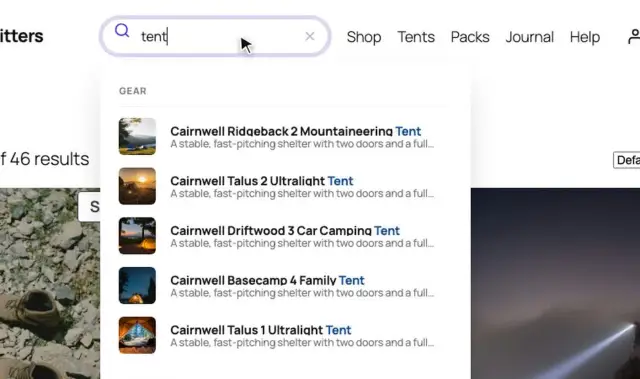 itters
tent
Shop
Tents
Packs
Journal
Help
GEAR
Cairnwell Ridgeback 2 Mountaineering Tent
A stable, fast-pitching shelter with two doors and a full...
f 46 results
Defa
Cairnwell Talus 2 Ultralight Tent
A stable, fast-pitching shelter with two doors and a full...
S
Cairnwell Driftwood 3 Car Camping Tent
A stable, fast-pitching shelter with two doors and a full...
Cairnwell Basecamp 4 Family Tent
A stable, fast-pitching shelter with two doors and a full...
Cairnwell Talus 1 Ultralight Tent
A stable, fast-pitching shelter with two doors and a full...